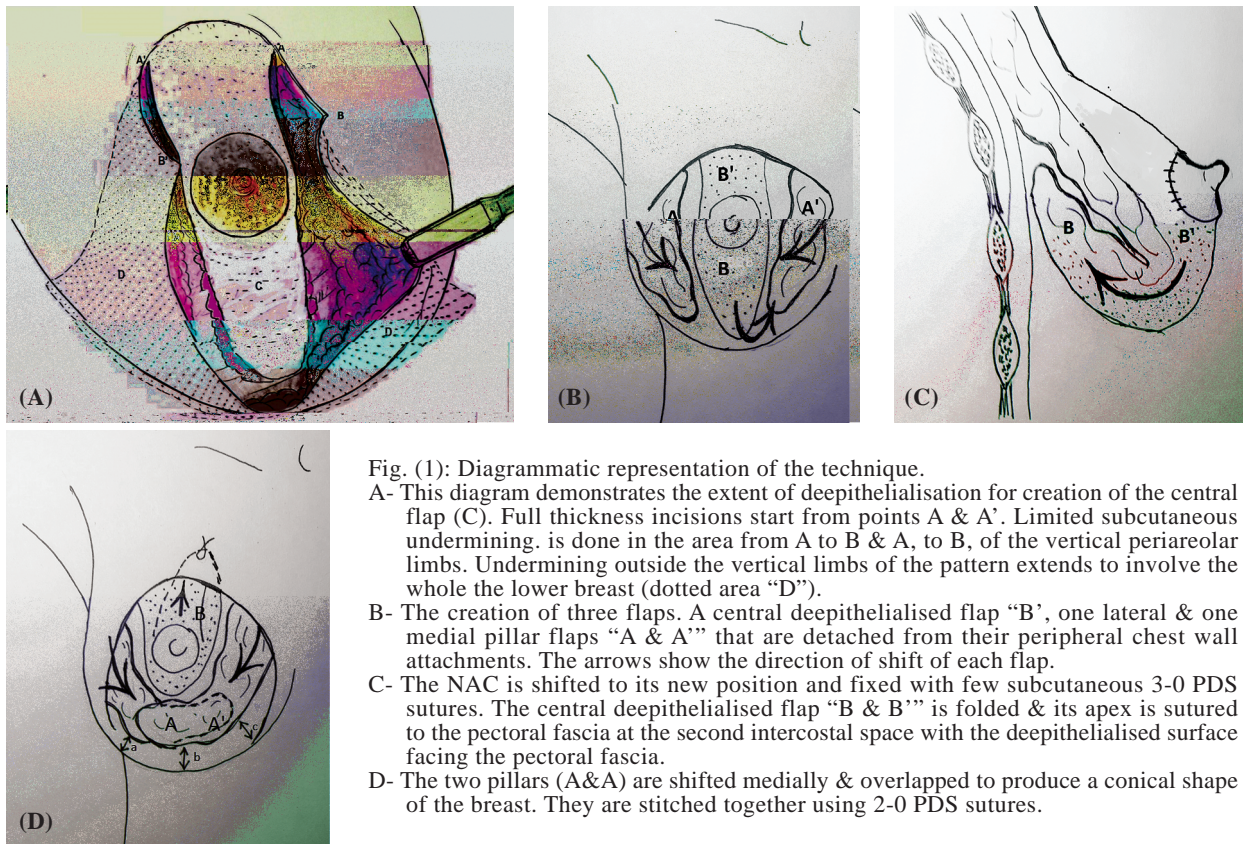 A'
A
B
B'
D
C
D
(A)
B'
A
A'
B
(B)
B
B'
(C)
B
A
A'
a
b
c
(D)
Fig. (1): Diagrammatic representation of the technique.
A- This diagram demonstrates the extent of deepithelialisation for creation of the central
flap (C). Full thickness incisions start from points A & A’. Limited subcutaneous
undermining. is done in the area from A to B & A, to B, of the vertical periareolar
limbs. Undermining outside the vertical limbs of the pattern extends to involve the
whole the lower breast (dotted area “D”).
B- The creation of three flaps. A central deepithelialised flap “B’, one lateral & one
medial pillar flaps “A & A’” that are detached from their peripheral chest wall
attachments. The arrows show the direction of shift of each flap.
C- The NAC is shifted to its new position and fixed with few subcutaneous 3-0 PDS
sutures. The central deepithelialised flap “B & B’” is folded & its apex is sutured
to the pectoral fascia at the second intercostal space with the deepithelialised surface
facing the pectoral fascia.
D- The two pillars (A&A) are shifted medially & overlapped to produce a conical shape
of the breast. They are stitched together using 2-0 PDS sutures.